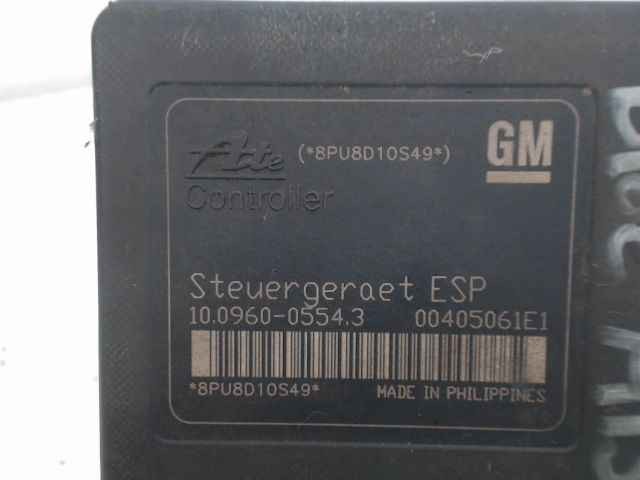 Ate (*8PU8D10S49*) GM
Controller
Steuergeraet ESP
10.0960-0554.3 00405061E1
*8PU8D10S49* MADE IN PHILIPPINES